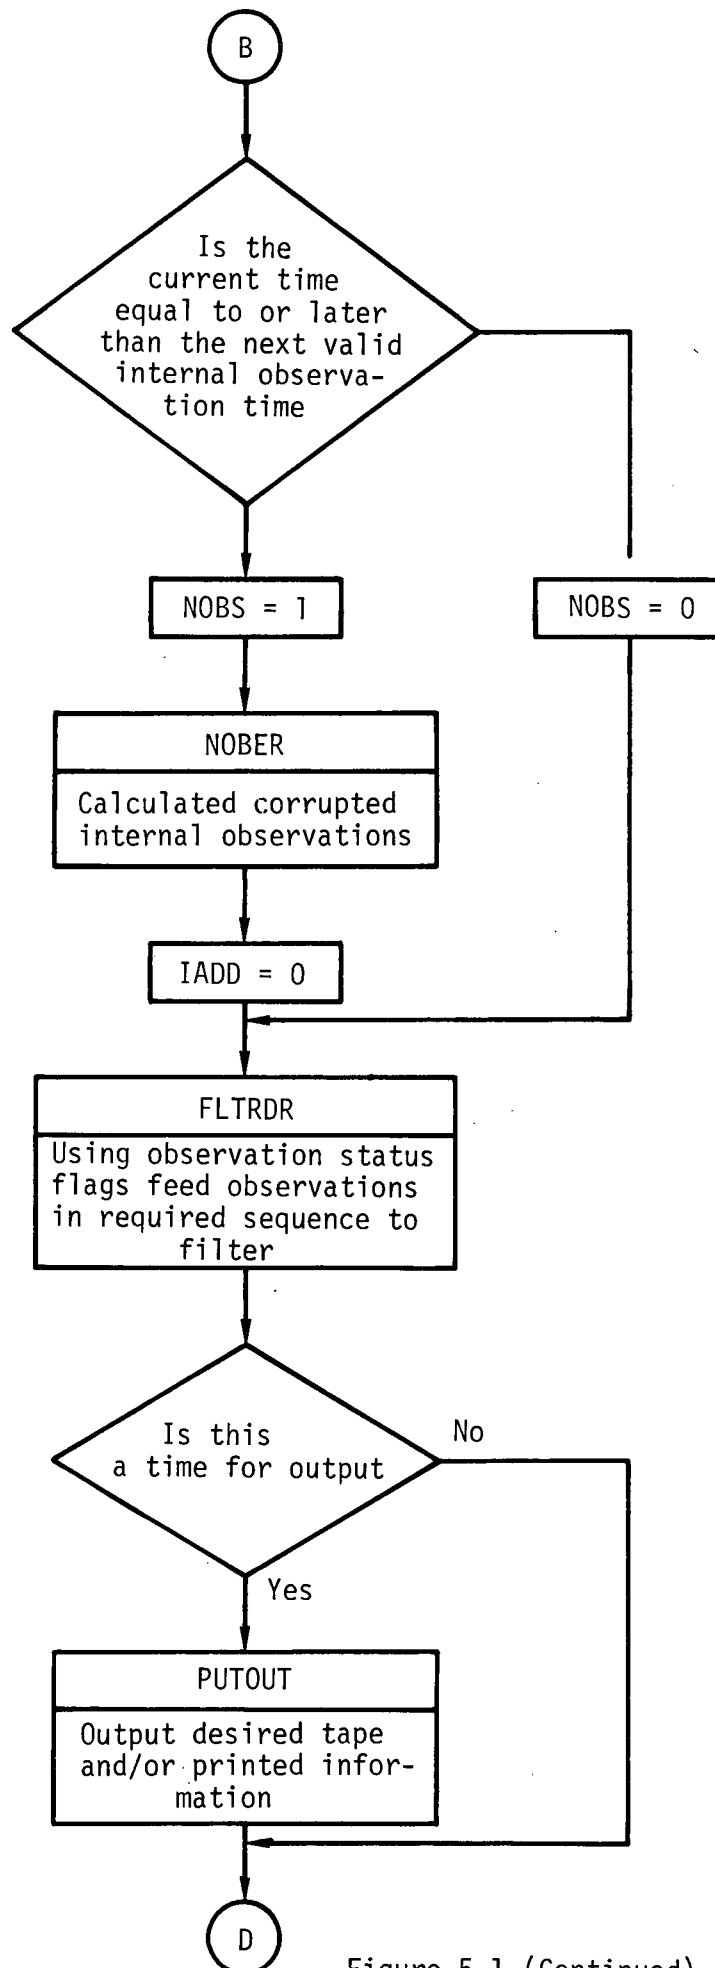 B
Is the
current time
equal to or later
than the next valid
internal observa-
tion time
NOBS = 1
NOBS = 0
NOBER
Calculated corrupted
internal observations
IADD = 0
FLTRDR
Using observation status
flags feed observations
in required sequence to
filter
Is this
a time for output
No
Yes
PUTOUT
Output desired tape
and/or printed infor-
mation
D
Figure 5.1 (Continued)